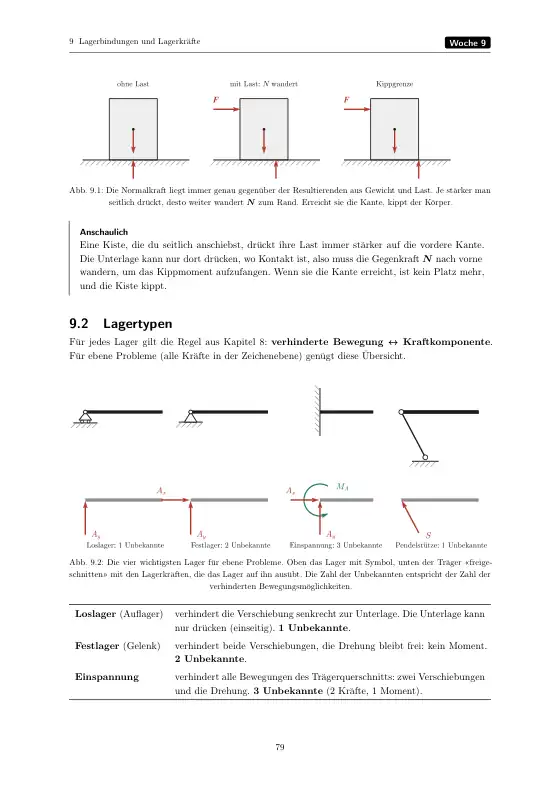 9 Lagerbindungen und Lagerkräfte
Woche 9
ohne Last
mit Last: N wandert
Kippgrenze
F
F
Abb. 9.1: Die Normalkraft liegt immer genau gegenüber der Resultierenden aus Gewicht und Last. Je stärker man
seitlich drückt, desto weiter wandert N zum Rand. Erreicht sie die Kante, kippt der Körper.
Anschaulich
Eine Kiste, die du seitlich anschiebst, drückt ihre Last immer stärker auf die vordere Kante.
Die Unterlage kann nur dort drücken, wo Kontakt ist, also muss die Gegenkraft N nach vorne
wandern, um das Kippmoment aufzufangen. Wenn sie die Kante erreicht, ist kein Platz mehr,
und die Kiste kippt.
9.2 Lagertypen
Für jedes Lager gilt die Regel aus Kapitel 8: verhinderte Bewegung ↔ Kraftkomponente.
Für ebene Probleme (alle Kräfte in der Zeichenebene) genügt diese Übersicht.
Ax
Ax
MA
Ay
Ay
Ay
S
Loslager: 1 Unbekannte
Festlager: 2 Unbekannte
Einspannung: 3 Unbekannte
Pendelstütze: 1 Unbekannte
Abb. 9.2: Die vier wichtigsten Lager für ebene Probleme. Oben das Lager mit Symbol, unten der Träger «freige-
schnitten» mit den Lagerkräften, die das Lager auf ihn ausübt. Die Zahl der Unbekannten entspricht der Zahl der
verhinderten Bewegungsmöglichkeiten.
Loslager (Auflager) verhindert die Verschiebung senkrecht zur Unterlage. Die Unterlage kann
nur drücken (einseitig). 1 Unbekannte.
Festlager (Gelenk) verhindert beide Verschiebungen, die Drehung bleibt frei: kein Moment.
2 Unbekannte.
Einspannung verhindert alle Bewegungen des Trägerquerschnitts: zwei Verschiebungen
und die Drehung. 3 Unbekannte (2 Kräfte, 1 Moment).
79